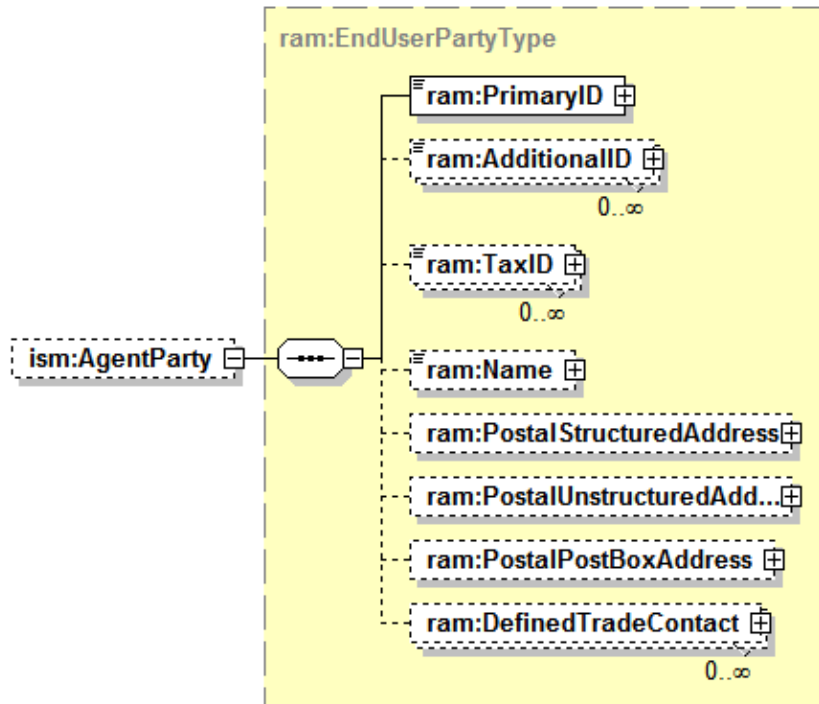 ram:EndUserPartyType
ram:PrimaryID
ram:AdditionalID
0..∞
ram:TaxID
0..∞
ism:AgentParty
ram:Name
ram:PostalStructuredAddress
ram:PostalUnstructuredAdd...
ram:PostalPostBoxAddress
ram:DefinedTradeContact
0..∞